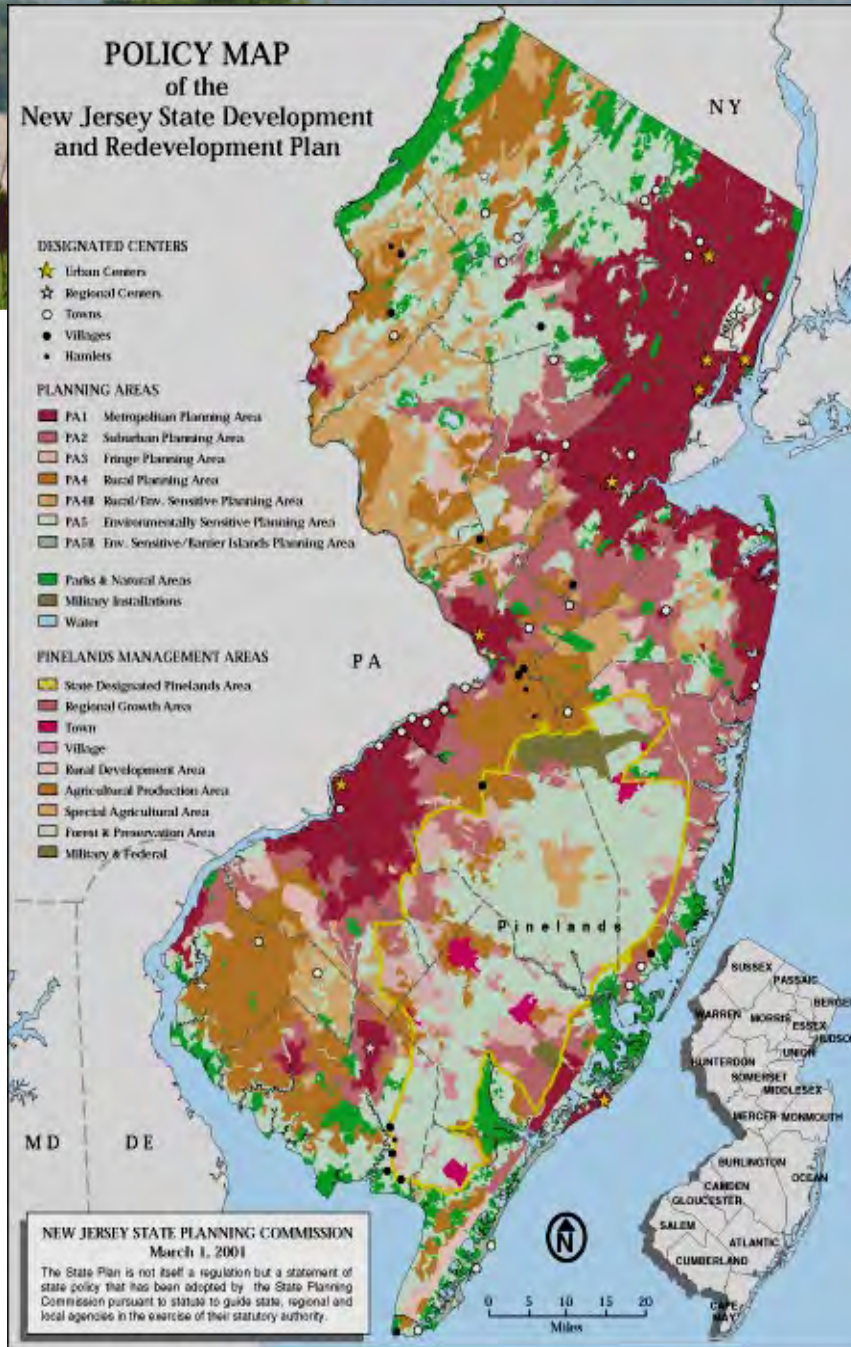 POLICY MAP
of the
New Jersey State Development
and Redevelopment Plan
NY
DESIGNATED CENTERS
Urban Centers
Regional Centers
Towns
Villages
Hamlets
PLANNING AREAS
PA1 Metropolitan Planning Area
PA2 Suburban Planning Area
PA3 Fringe Planning Area
PA4 Rural Planning Area
PA4B Rural/Env. Sensitive Planning Area
PA5 Environmentally Sensitive Planning Area
PA5B Env. Sensitive/Barrier Islands Planning Area
Parks & Natural Areas
Military Installations
Water
PA
PINELANDS MANAGEMENT AREAS
State Designated Pinelands Area
Regional Growth Area
Town
Village
Rural Development Area
Agricultural Production Area
Special Agricultural Area
Forest & Preservation Area
Military & Federal
Pinelands
MD
DE
SUSSEX
PASSAIC
BERGEN
WARREN
MORRIS
ESSEX
HUDSON
UNION
HUNTERDON
SOMERSET
MIDDLESEX
MERCER
MONMOUTH
BURLINGTON
OCEAN
CAMDEN
GLOUCESTER
SALEM
ATLANTIC
CUMBERLAND
CAPE
MAY
NEW JERSEY STATE PLANNING COMMISSION
March 1, 2001
The State Plan is not itself a regulation but a statement of
state policy that has been adopted by the State Planning
Commission pursuant to statute to guide state, regional and
local agencies in the exercise of their statutory authority.
N
0 5 10 15 20
Miles